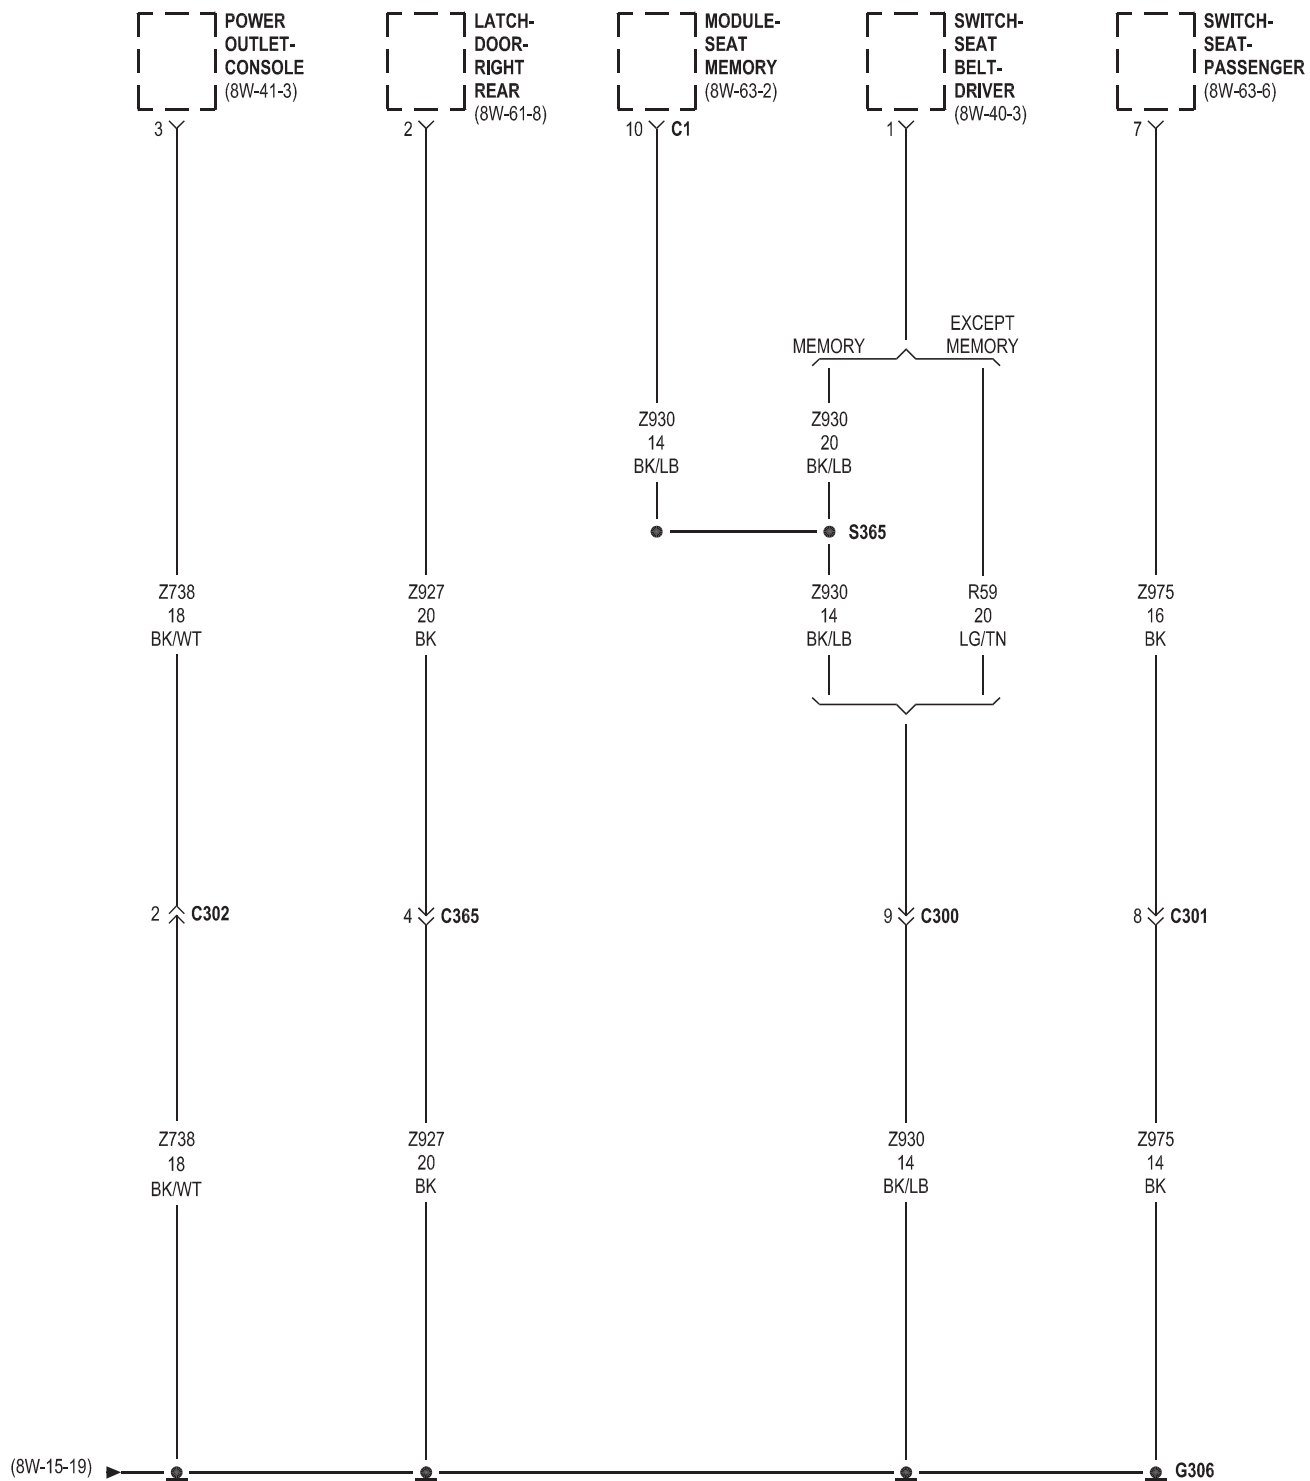 POWER
OUTLET-
CONSOLE
(8W-41-3)
LATCH-
DOOR-
RIGHT
REAR
(8W-61-8)
MODULE-
SEAT
MEMORY
(8W-63-2)
SWITCH-
SEAT
BELT-
DRIVER
(8W-40-3)
SWITCH-
SEAT-
PASSENGER
(8W-63-6)
3
2
10 C1
1
7
MEMORY
EXCEPT
MEMORY
Z930
14
BK/LB
Z930
20
BK/LB
S365
Z738
18
BK/WT
Z927
20
BK
Z930
14
BK/LB
R59
20
LG/TN
Z975
16
BK
2 C302
4 C365
9 C300
8 C301
Z738
18
BK/WT
Z927
20
BK
Z930
14
BK/LB
Z975
14
BK
(8W-15-19)
G306